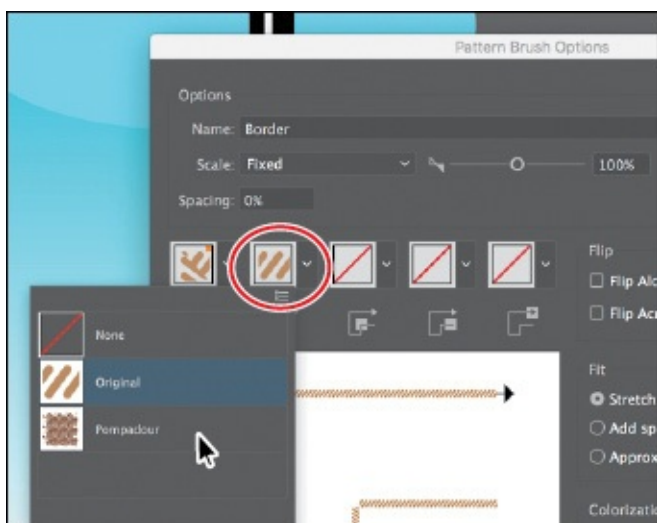 Pattern Brush Options
Options
Name: Border
Scale: Fixed 100%
Spacing: 0%
Flip
Flip Alo
Flip Acr
None
Original
Pompadour
Fit
Stretch
Add sp
Approx
Colorizatio